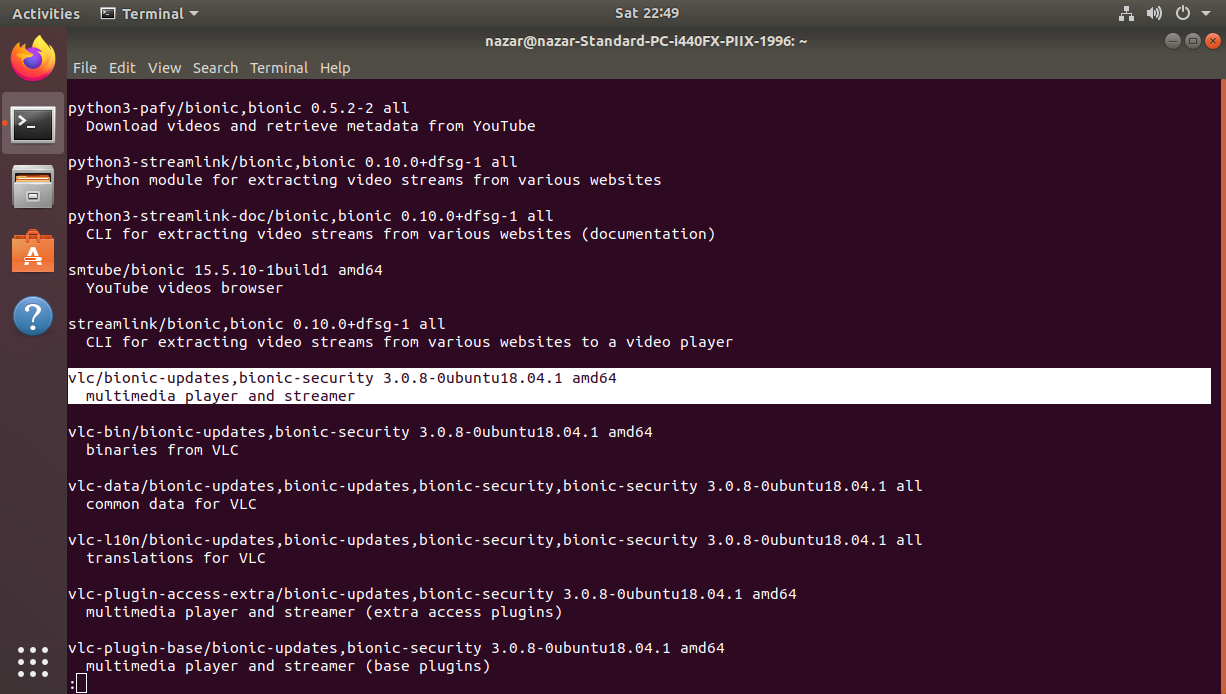 Activities Terminal Sat 22:49
nazar@nazar-Standard-PC-i440FX-PIIX-1996: ~
File Edit View Search Terminal Help
python3-pafy/bionic,bionic 0.5.2-2 all
  Download videos and retrieve metadata from YouTube
python3-streamlink/bionic,bionic 0.10.0+dfsg-1 all
  Python module for extracting video streams from various websites
python3-streamlink-doc/bionic,bionic 0.10.0+dfsg-1 all
  CLI for extracting video streams from various websites (documentation)
smtube/bionic 15.5.10-1build1 amd64
  YouTube videos browser
streamlink/bionic,bionic 0.10.0+dfsg-1 all
  CLI for extracting video streams from various websites to a video player
vlc/bionic-updates,bionic-security 3.0.8-0ubuntu18.04.1 amd64
  multimedia player and streamer
vlc-bin/bionic-updates,bionic-security 3.0.8-0ubuntu18.04.1 amd64
  binaries from VLC
vlc-data/bionic-updates,bionic-updates,bionic-security,bionic-security 3.0.8-0ubuntu18.04.1 all
  common data for VLC
vlc-l10n/bionic-updates,bionic-updates,bionic-security,bionic-security 3.0.8-0ubuntu18.04.1 all
  translations for VLC
vlc-plugin-access-extra/bionic-updates,bionic-security 3.0.8-0ubuntu18.04.1 amd64
  multimedia player and streamer (extra access plugins)
vlc-plugin-base/bionic-updates,bionic-security 3.0.8-0ubuntu18.04.1 amd64
  multimedia player and streamer (base plugins)
: